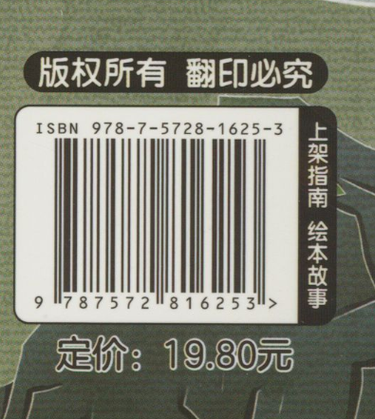 版权所有 翻印必究
ISBN 978-7-5728-1625-3
上架指南 绘本故事
9 787572 816253 >
定价：19.80元